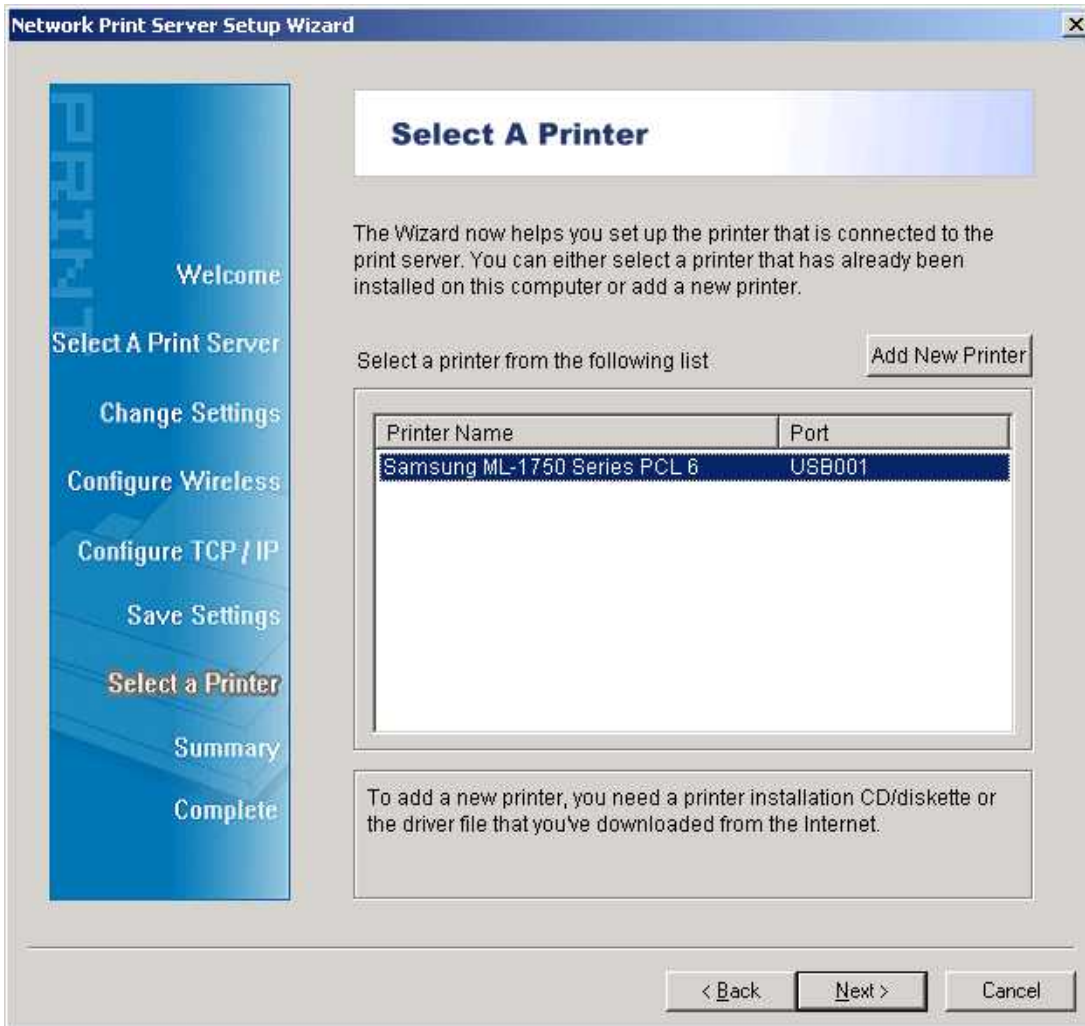 Network Print Server Setup Wizard
PRINT
Welcome
Select A Print Server
Change Settings
Configure Wireless
Configure TCP / IP
Save Settings
Select a Printer
Summary
Complete
Select A Printer
The Wizard now helps you set up the printer that is connected to the
print server. You can either select a printer that has already been
installed on this computer or add a new printer.
Select a printer from the following list
Add New Printer
Printer Name Port
Samsung ML-1750 Series PCL 6 USB001
To add a new printer, you need a printer installation CD/diskette or
the driver file that you've downloaded from the Internet.
< Back Next > Cancel